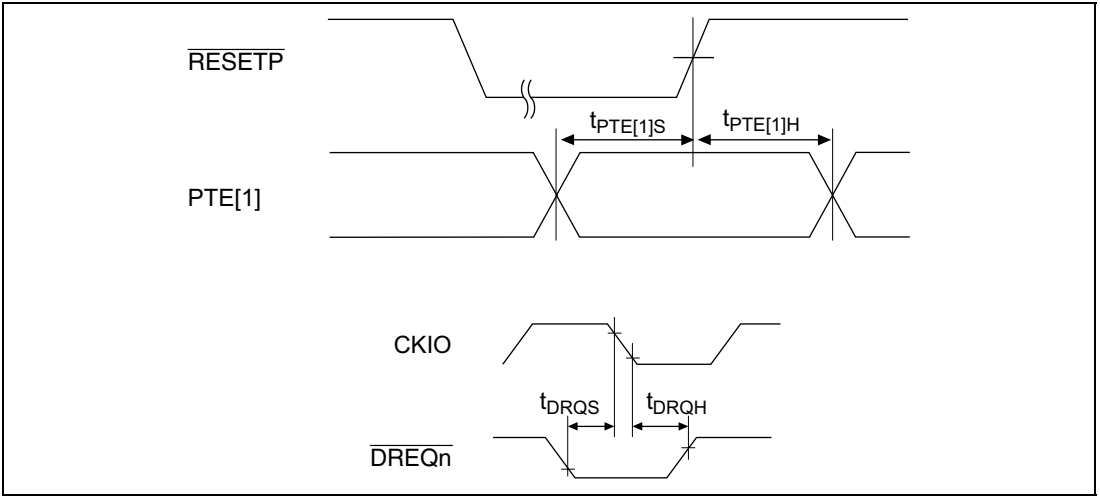 RESETP
tPTE[1]S tPTE[1]H
PTE[1]
CKIO
tDRQS tDRQH
DREQn